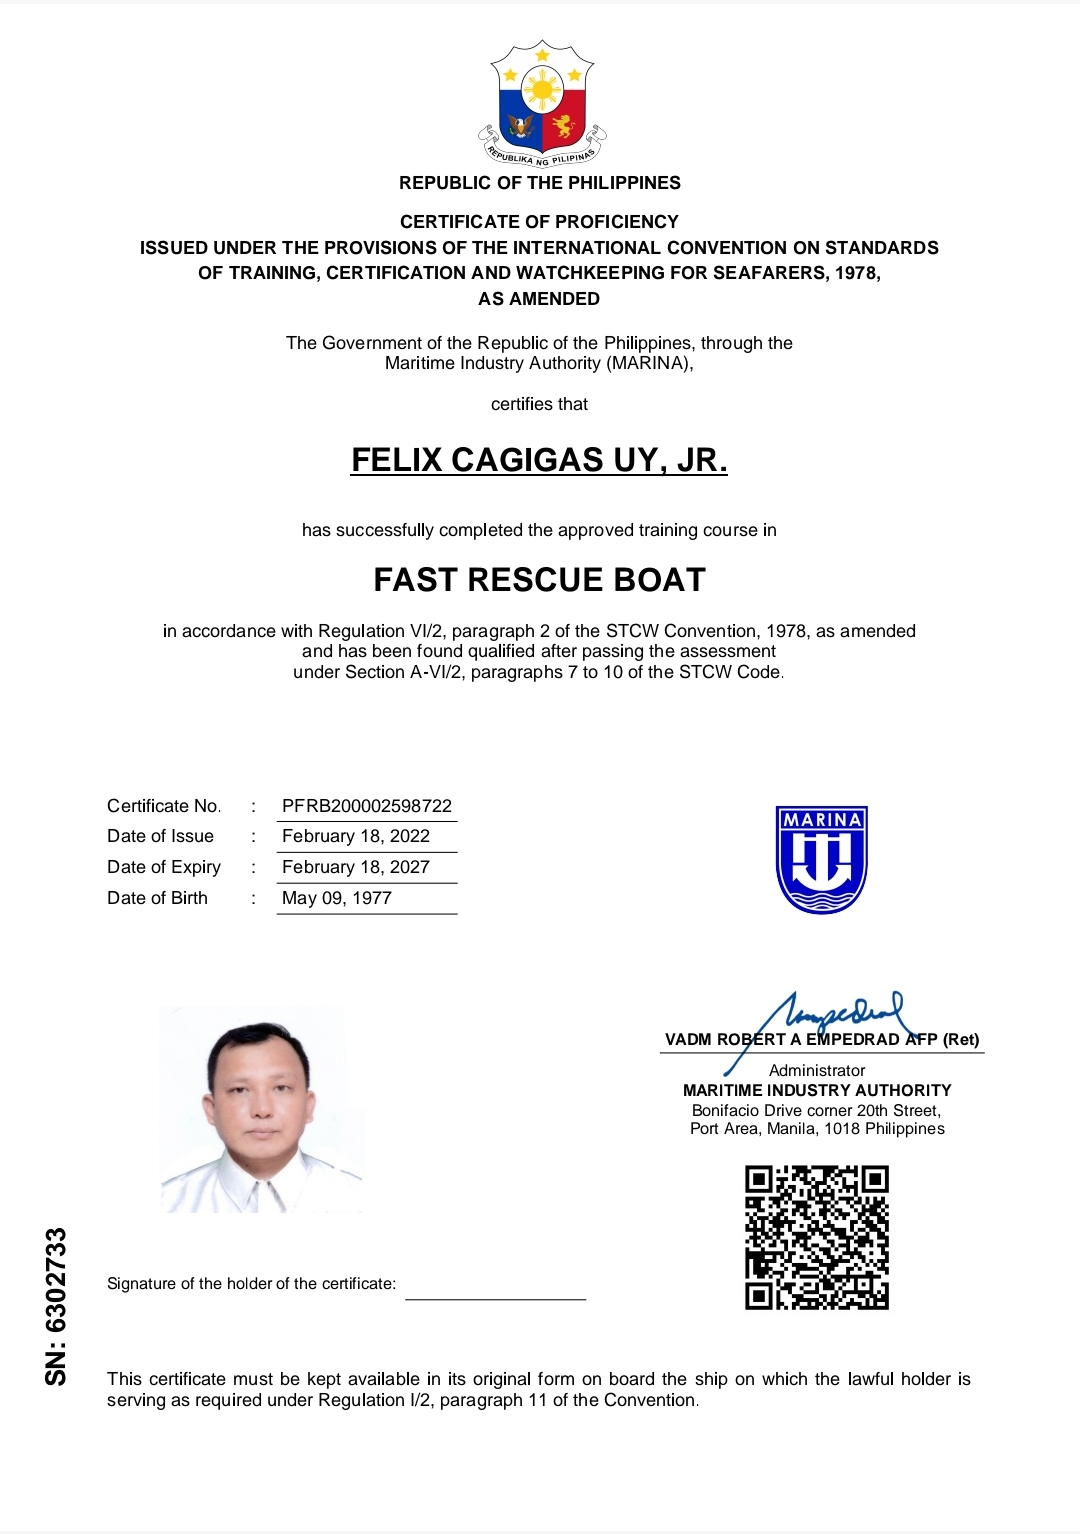 REPUBLIKA NG PILIPINAS
REPUBLIC OF THE PHILIPPINES
CERTIFICATE OF PROFICIENCY
ISSUED UNDER THE PROVISIONS OF THE INTERNATIONAL CONVENTION ON STANDARDS
OF TRAINING, CERTIFICATION AND WATCHKEEPING FOR SEAFARERS, 1978,
AS AMENDED
The Government of the Republic of the Philippines, through the
Maritime Industry Authority (MARINA),
certifies that
FELIX CAGIGAS UY, JR.
has successfully completed the approved training course in
FAST RESCUE BOAT
in accordance with Regulation VI/2, paragraph 2 of the STCW Convention, 1978, as amended
and has been found qualified after passing the assessment
under Section A-VI/2, paragraphs 7 to 10 of the STCW Code.
Certificate No. : PFRB200002598722
Date of Issue : February 18, 2022
Date of Expiry : February 18, 2027
Date of Birth : May 09, 1977
MARINA
VADM ROBERT A EMPEDRAD AFP (Ret)
Administrator
MARITIME INDUSTRY AUTHORITY
Bonifacio Drive corner 20th Street,
Port Area, Manila, 1018 Philippines
Signature of the holder of the certificate:
SN: 6302733
This certificate must be kept available in its original form on board the ship on which the lawful holder is
serving as required under Regulation I/2, paragraph 11 of the Convention.